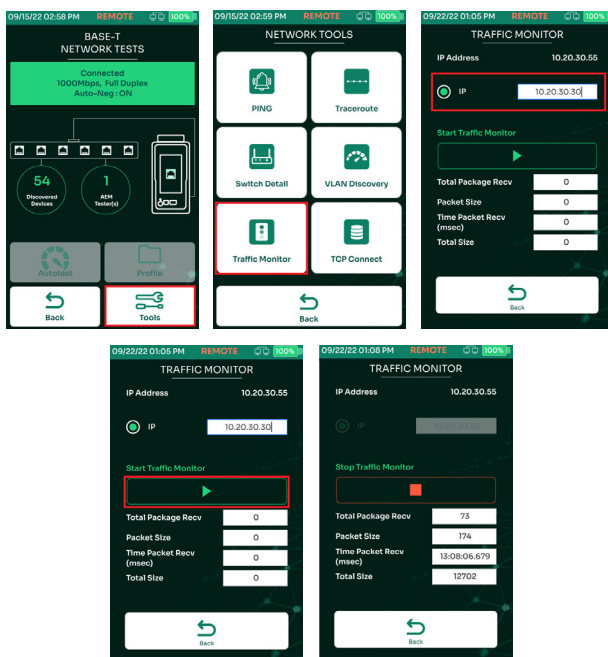 09/15/22 02:58 PM REMOTE 100%
BASE-T
NETWORK TESTS
Connected
1000Mbps, Full Duplex
Auto-Neg : ON
54
Discovered
Devices
1
AEM
Tester(s)
Autotest
Profile
Back
Tools
09/15/22 02:59 PM REMOTE 100%
NETWORK TOOLS
PING
Traceroute
Switch Detail
VLAN Discovery
Traffic Monitor
TCP Connect
Back
09/22/22 01:05 PM REMOTE 100%
TRAFFIC MONITOR
IP Address 10.20.30.55
IP 10.20.30.30
Start Traffic Monitor
Total Package Recv 0
Packet Size 0
Time Packet Recv
(msec) 0
Total Size 0
Back
09/22/22 01:05 PM REMOTE 100%
TRAFFIC MONITOR
IP Address 10.20.30.55
IP 10.20.30.30
Start Traffic Monitor
Total Package Recv 0
Packet Size 0
Time Packet Recv
(msec) 0
Total Size 0
Back
09/22/22 01:08 PM REMOTE 100%
TRAFFIC MONITOR
IP Address 10.20.30.55
IP 10.20.30.30
Stop Traffic Monitor
Total Package Recv 73
Packet Size 174
Time Packet Recv
(msec) 13:08:06.679
Total Size 12702
Back